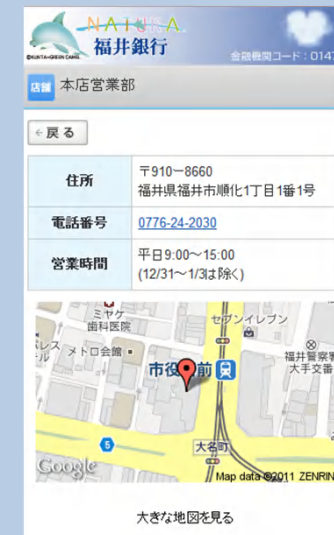 NATURA
福井銀行
金融機関コード：0147
店舗 本店営業部
←戻る
住所
〒910－8660
福井県福井市順化1丁目1番1号
電話番号
0776-24-2030
営業時間
平日9:00～15:00
(12/31～1/3は除く)
ミヤケ
歯科医院
セブンイレブン
メトロ会館
福井警察署
大手交番
市役所前
5
大名町
Google
Map data ©2011 ZENRIN
大きな地図を見る